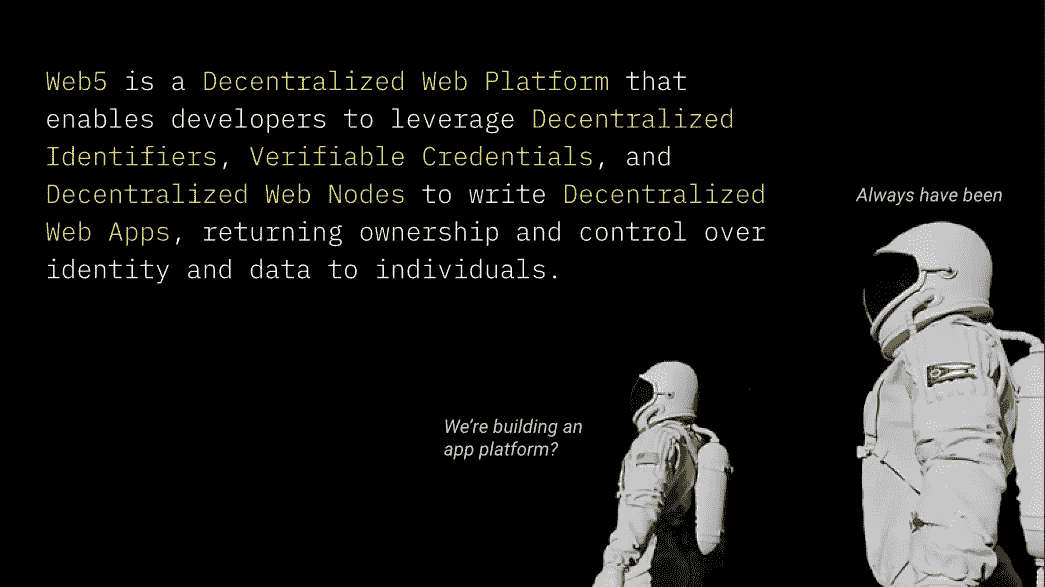 Web5 is a Decentralized Web Platform that
enables developers to leverage Decentralized
Identifiers, Verifiable Credentials, and
Decentralized Web Nodes to write Decentralized
Web Apps, returning ownership and control over
identity and data to individuals.
Always have been
We're building an
app platform?